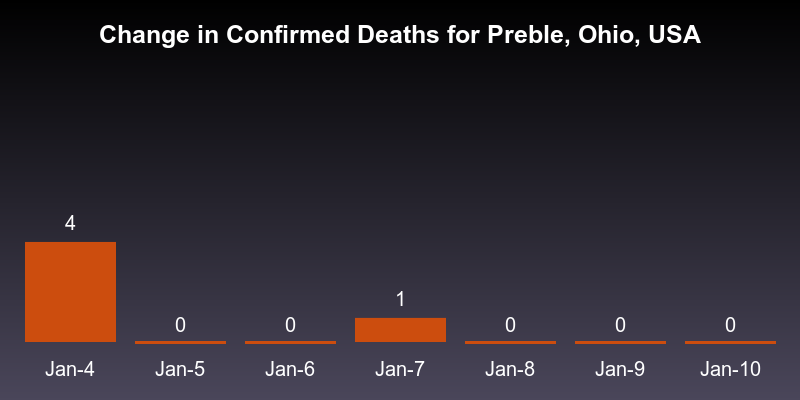 Change in Confirmed Deaths for Preble, Ohio, USA
4
0
0
1
0
0
0
Jan-4
Jan-5
Jan-6
Jan-7
Jan-8
Jan-9
Jan-10